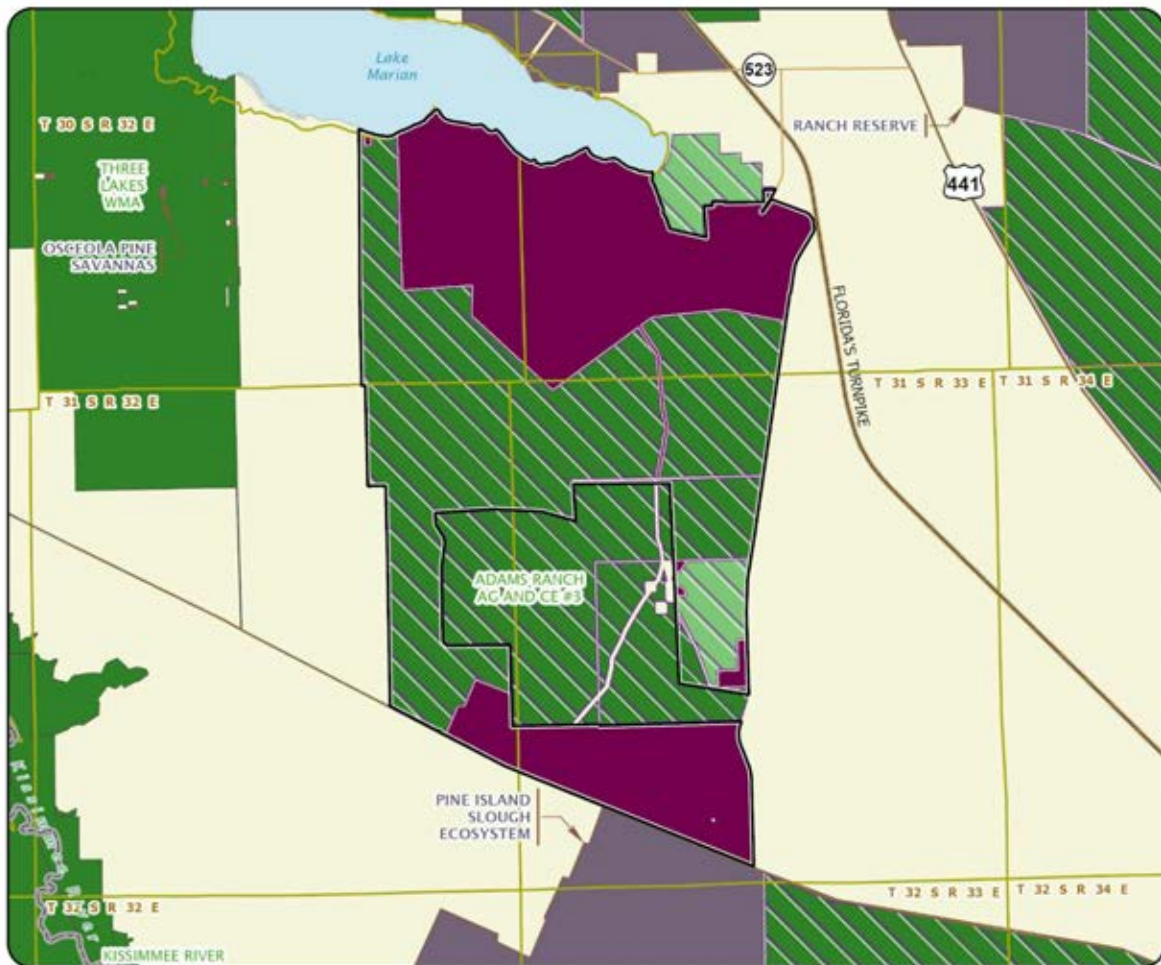 Lake
Marian
523
T 30 S R 32 E
RANCH RESERVE
THREE
LAKES
WMA
441
OSCEOLA PINE
SAVANNAS
FLORIDA'S TURNPIKE
T 31 S R 32 E
T 31 S R 33 E
T 31 S R 34 E
ADAMS RANCH
AG AND CE #3
Kissimmee River
PINE ISLAND
SLOUGH
ECOSYSTEM
T 32 S R 32 E
T 32 S R 33 E
T 32 S R 34 E
KISSIMMEE RIVER